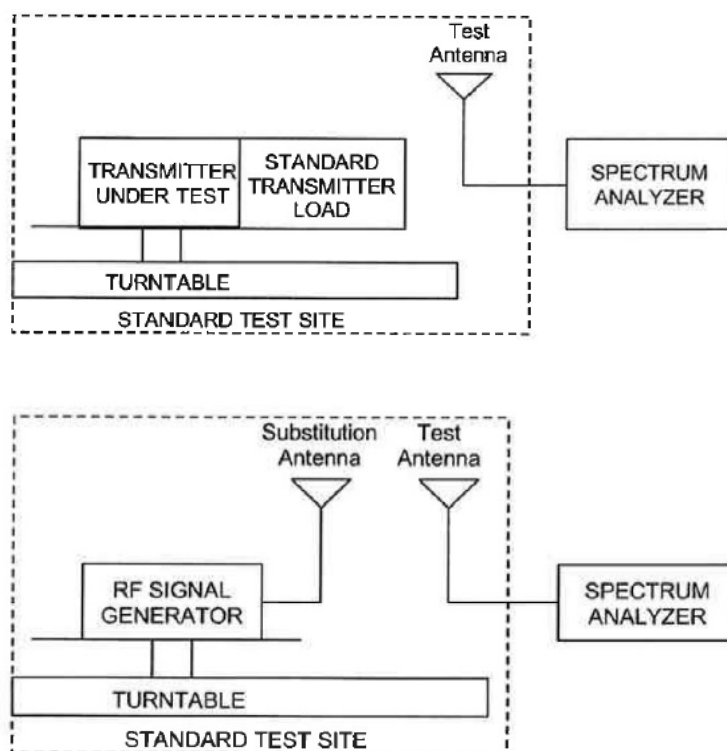 Test
Antenna
TRANSMITTER
UNDER TEST
STANDARD
TRANSMITTER
LOAD
SPECTRUM
ANALYZER
TURNTABLE
STANDARD TEST SITE
Substitution
Antenna
Test
Antenna
RF SIGNAL
GENERATOR
SPECTRUM
ANALYZER
TURNTABLE
STANDARD TEST SITE